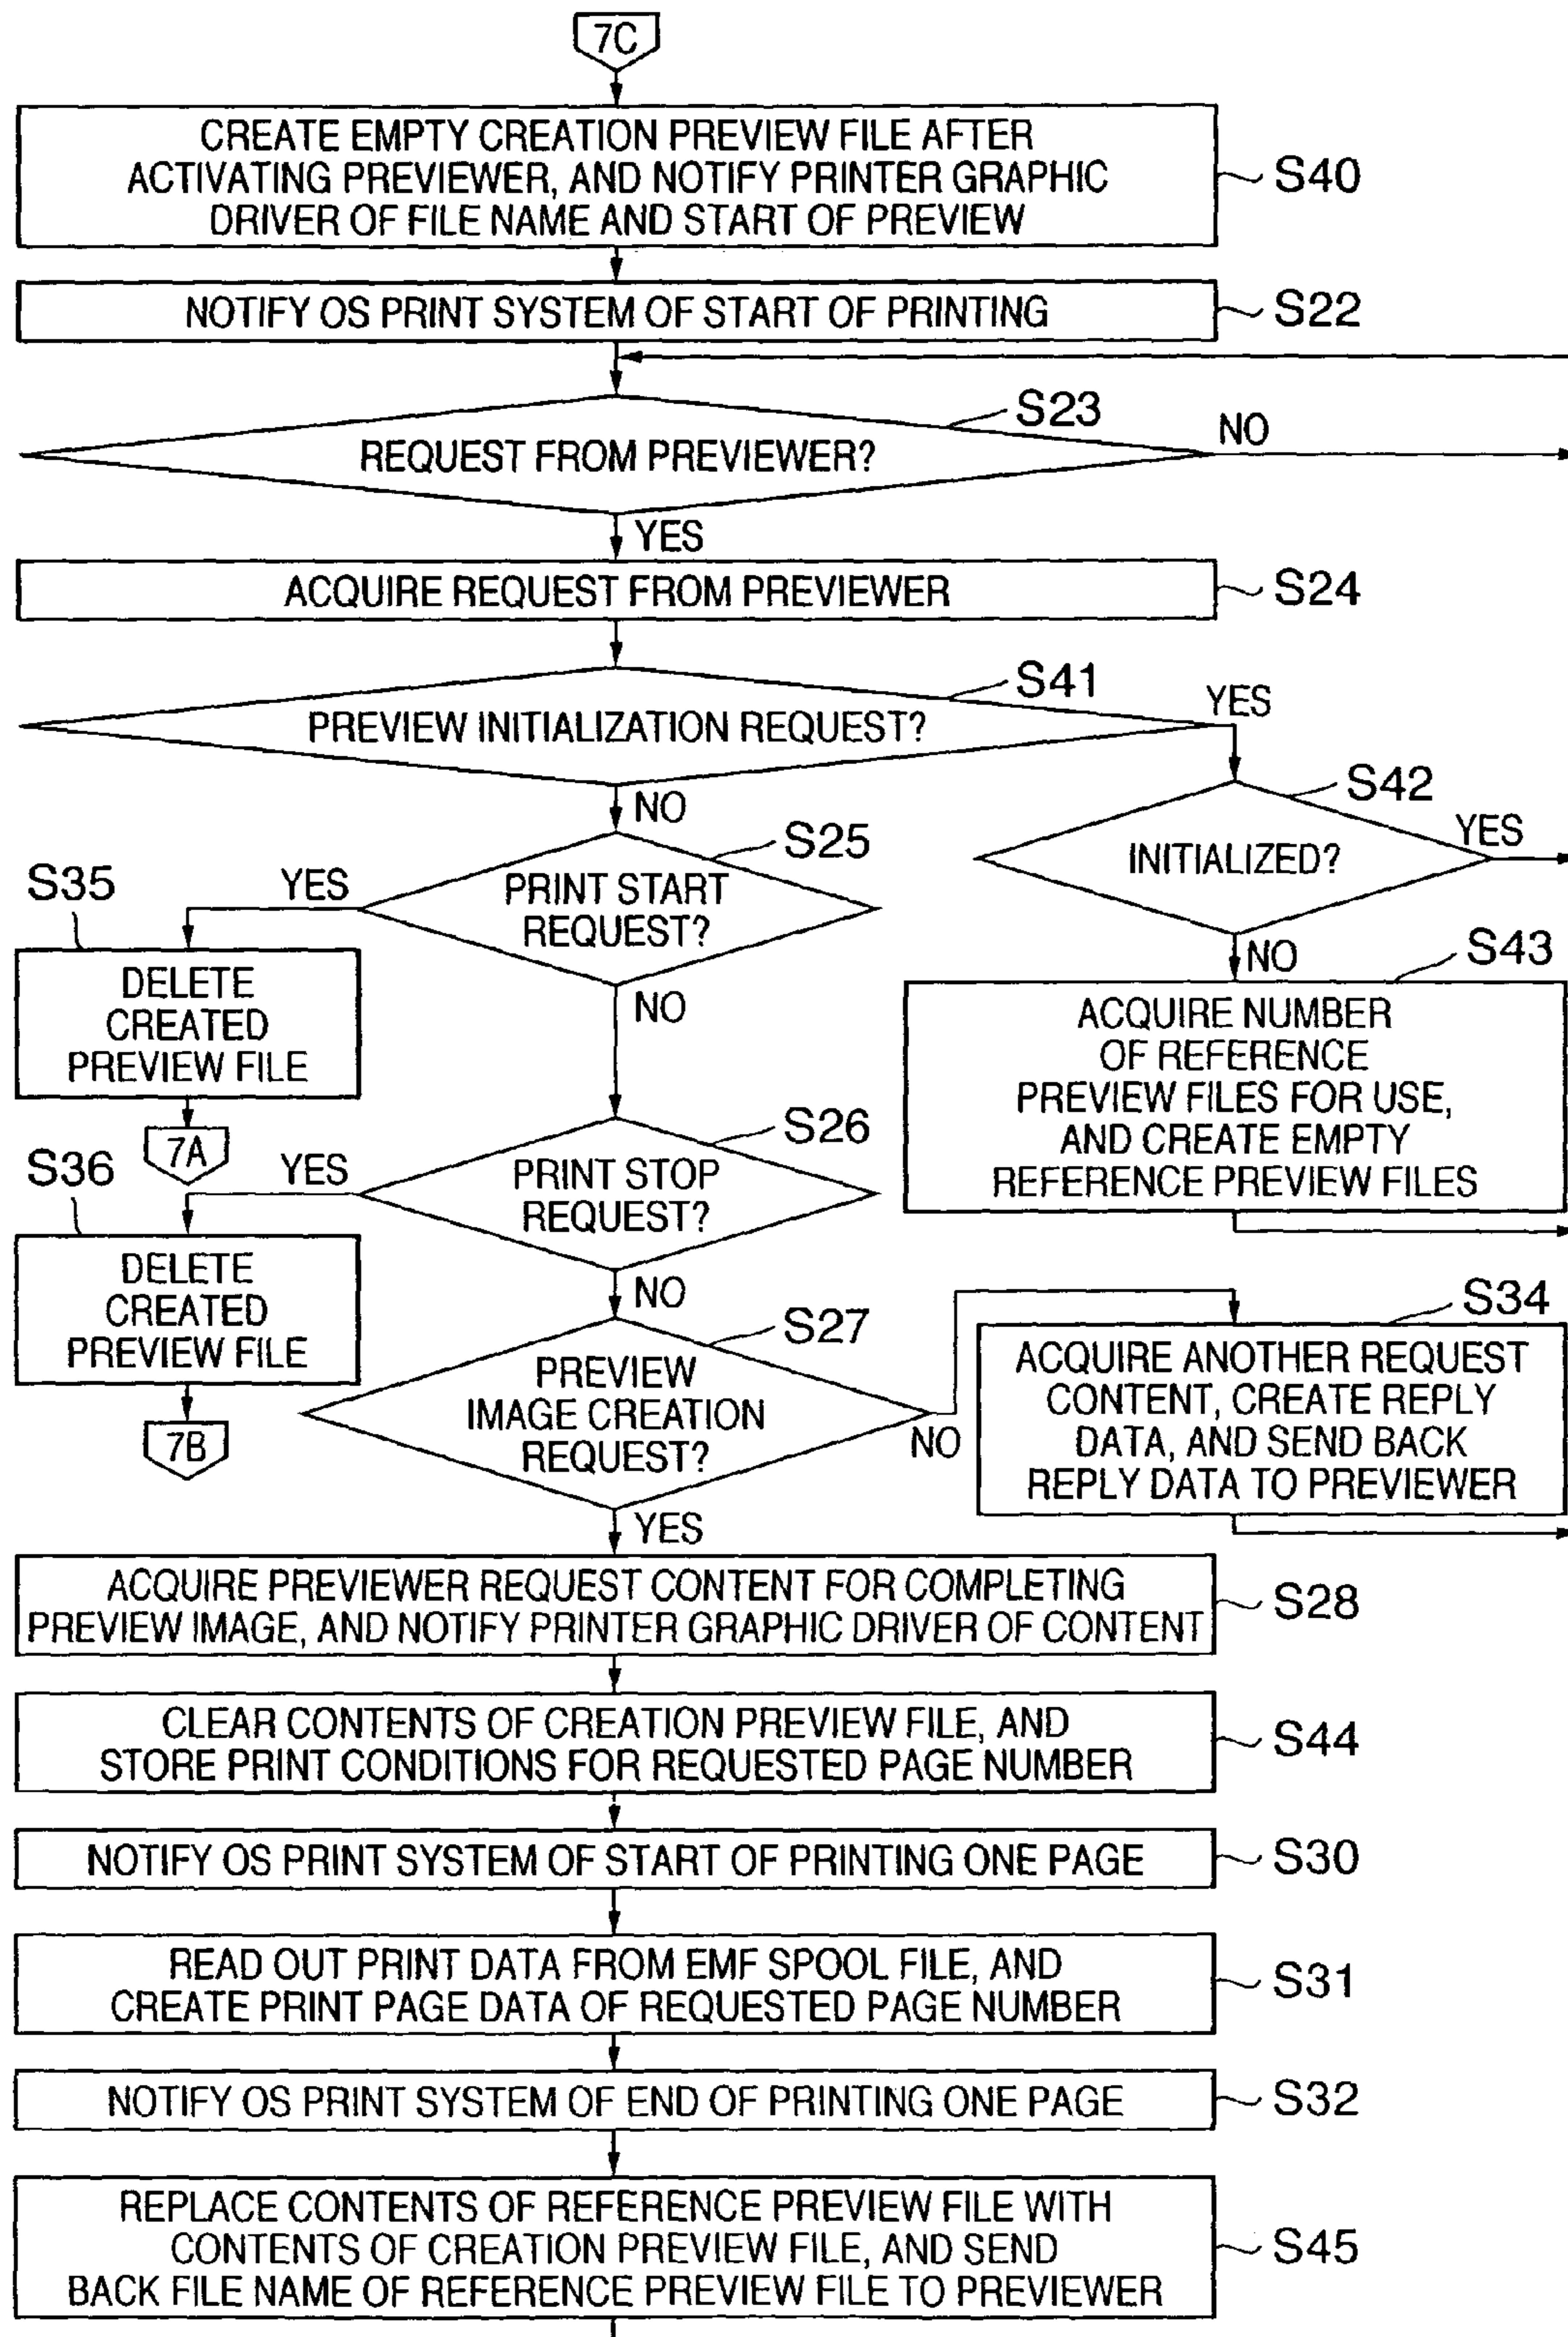 7C
CREATE EMPTY CREATION PREVIEW FILE AFTER
ACTIVATING PREVIEWER, AND NOTIFY PRINTER GRAPHIC
DRIVER OF FILE NAME AND START OF PREVIEW
S40
NOTIFY OS PRINT SYSTEM OF START OF PRINTING
S22
S23
REQUEST FROM PREVIEWER?
NO
YES
ACQUIRE REQUEST FROM PREVIEWER
S24
S41
PREVIEW INITIALIZATION REQUEST?
YES
NO
S42
INITIALIZED?
YES
NO
S43
ACQUIRE NUMBER
OF REFERENCE
PREVIEW FILES FOR USE,
AND CREATE EMPTY
REFERENCE PREVIEW FILES
S25
PRINT START
REQUEST?
YES
NO
S35
DELETE
CREATED
PREVIEW FILE
7A
S26
PRINT STOP
REQUEST?
YES
NO
S36
DELETE
CREATED
PREVIEW FILE
7B
S27
PREVIEW
IMAGE CREATION
REQUEST?
NO
YES
S34
ACQUIRE ANOTHER REQUEST
CONTENT, CREATE REPLY
DATA, AND SEND BACK
REPLY DATA TO PREVIEWER
ACQUIRE PREVIEWER REQUEST CONTENT FOR COMPLETING
PREVIEW IMAGE, AND NOTIFY PRINTER GRAPHIC DRIVER OF CONTENT
S28
CLEAR CONTENTS OF CREATION PREVIEW FILE, AND
STORE PRINT CONDITIONS FOR REQUESTED PAGE NUMBER
S44
NOTIFY OS PRINT SYSTEM OF START OF PRINTING ONE PAGE
S30
READ OUT PRINT DATA FROM EMF SPOOL FILE, AND
CREATE PRINT PAGE DATA OF REQUESTED PAGE NUMBER
S31
NOTIFY OS PRINT SYSTEM OF END OF PRINTING ONE PAGE
S32
REPLACE CONTENTS OF REFERENCE PREVIEW FILE WITH
CONTENTS OF CREATION PREVIEW FILE, AND SEND
BACK FILE NAME OF REFERENCE PREVIEW FILE TO PREVIEWER
S45